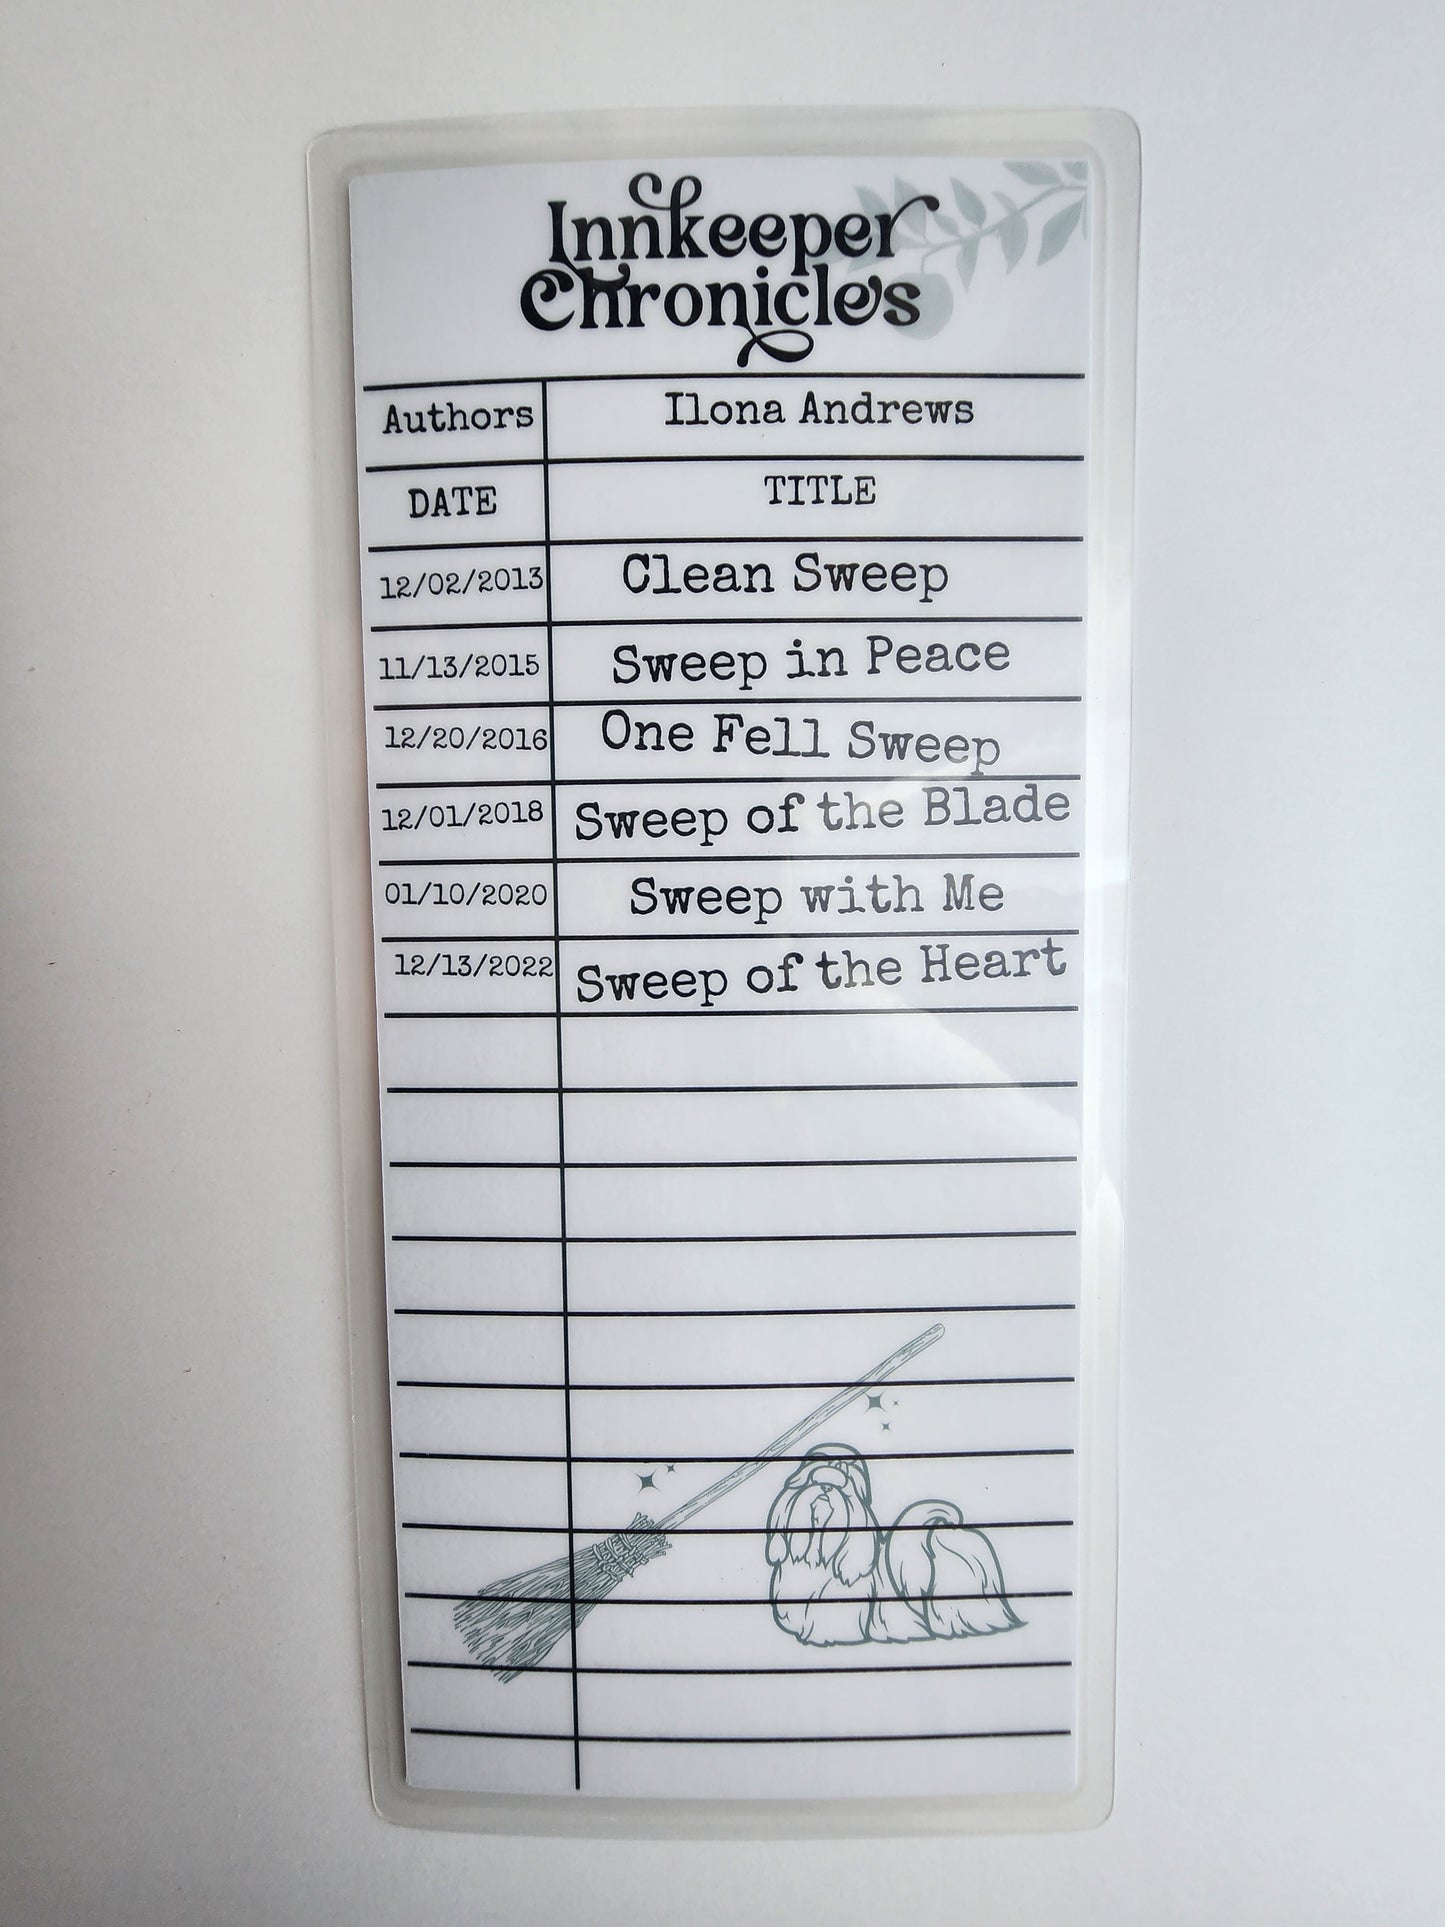 Innkeeper
Chronicles
Authors Ilona Andrews
DATE TITLE
12/02/2013 Clean Sweep
11/13/2015 Sweep in Peace
12/20/2016 One Fell Sweep
12/01/2018 Sweep of the Blade
01/10/2020 Sweep with Me
12/13/2022 Sweep of the Heart